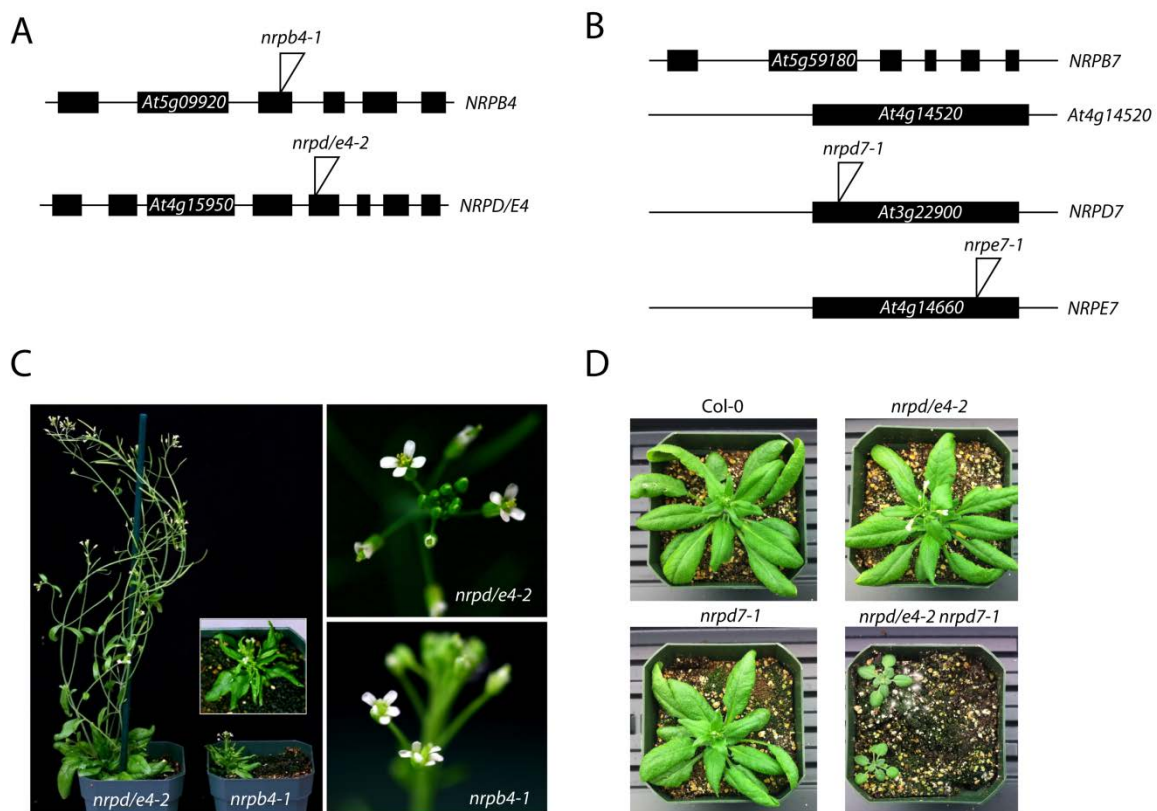 A
nrpb4-1
At5g09920 NRPB4
nrpd/e4-2
At4g15950 NRPD/E4
B
At5g59180 NRPB7
At4g14520 At4g14520
nrpd7-1
At3g22900 NRPD7
nrpe7-1
At4g14660 NRPE7
C
nrpd/e4-2 nrpb4-1
nrpd/e4-2
nrpb4-1
D
Col-0 nrpd/e4-2
nrpd7-1 nrpd/e4-2 nrpd7-1